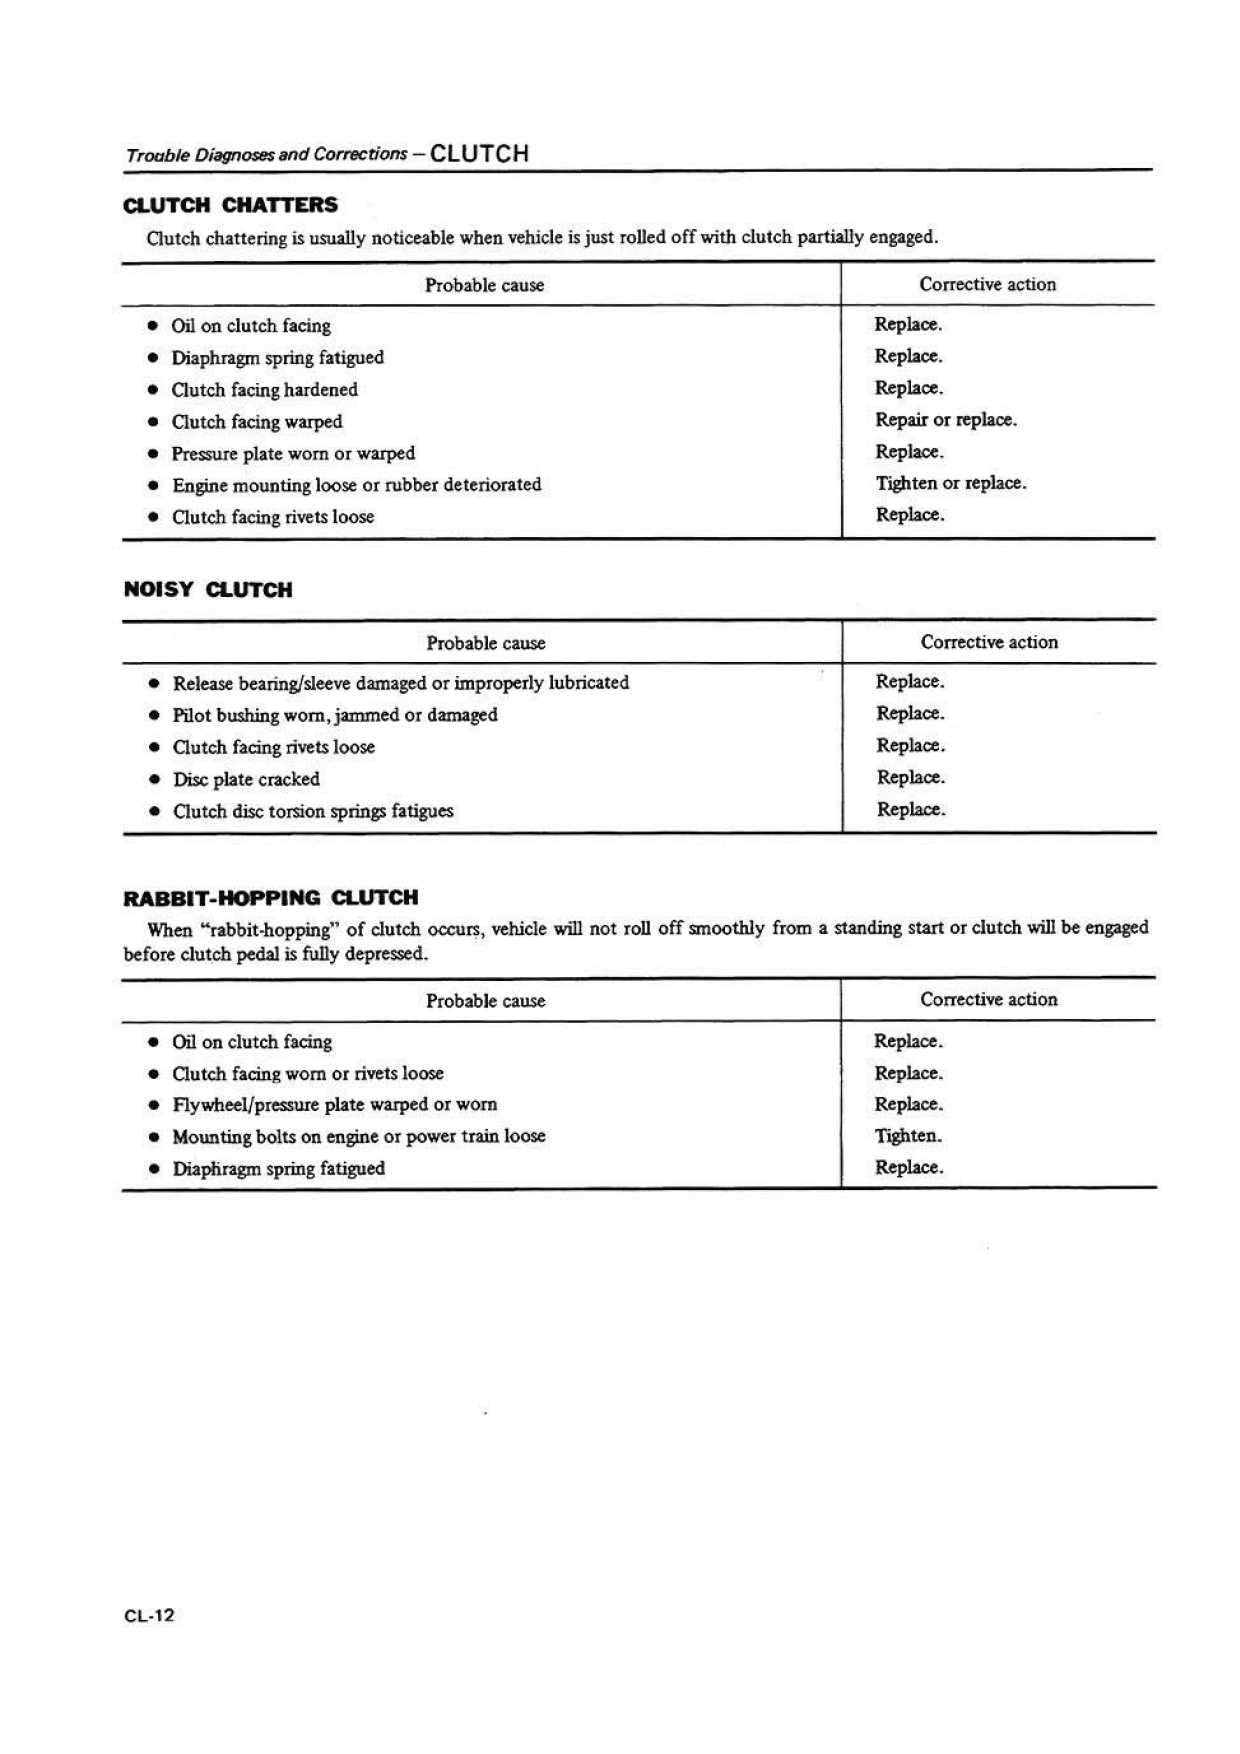 Trouble Diagnoses and Corrections – CLUTCH
CLUTCH CHATTERS
Clutch chattering is usually noticeable when vehicle is just rolled off with clutch partially engaged.
Probable cause Corrective action
• Oil on clutch facing Replace.
• Diaphragm spring fatigued Replace.
• Clutch facing hardened Replace.
• Clutch facing warped Repair or replace.
• Pressure plate worn or warped Replace.
• Engine mounting loose or rubber deteriorated Tighten or replace.
• Clutch facing rivets loose Replace.
NOISY CLUTCH
Probable cause Corrective action
• Release bearing/sleeve damaged or improperly lubricated Replace.
• Pilot bushing worn, jammed or damaged Replace.
• Clutch facing rivets loose Replace.
• Disc plate cracked Replace.
• Clutch disc torsion springs fatigues Replace.
RABBIT-HOPPING CLUTCH
When “rabbit-hopping” of clutch occurs, vehicle will not roll off smoothly from a standing start or clutch will be engaged
before clutch pedal is fully depressed.
Probable cause Corrective action
• Oil on clutch facing Replace.
• Clutch facing worn or rivets loose Replace.
• Flywheel/pressure plate warped or worn Replace.
• Mounting bolts on engine or power train loose Tighten.
• Diaphragm spring fatigued Replace.
CL-12